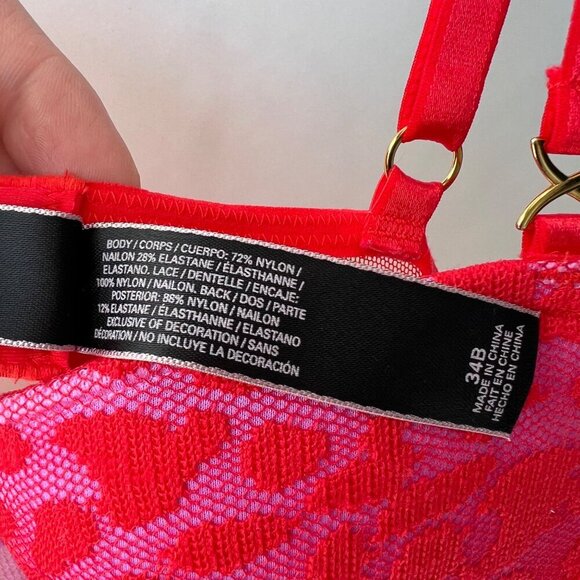 BODY / CORPS / CUERPO: 72% NYLON /
NAILON 28% ELASTANE / ÉLASTHANNE /
ELASTANO. LACE / DENTELLE / ENCAJE:
100% NYLON / NAILON. BACK / DOS / PARTE
POSTERIOR: 88% NYLON / NAILON
12% ELASTANE / ÉLASTHANNE / ELASTANO
EXCLUSIVE OF DECORATION / SANS
DÉCORATION / NO INCLUYE LA DECORACIÓN
34B
MADE IN CHINA
FAIT EN CHINE
HECHO EN CHINA